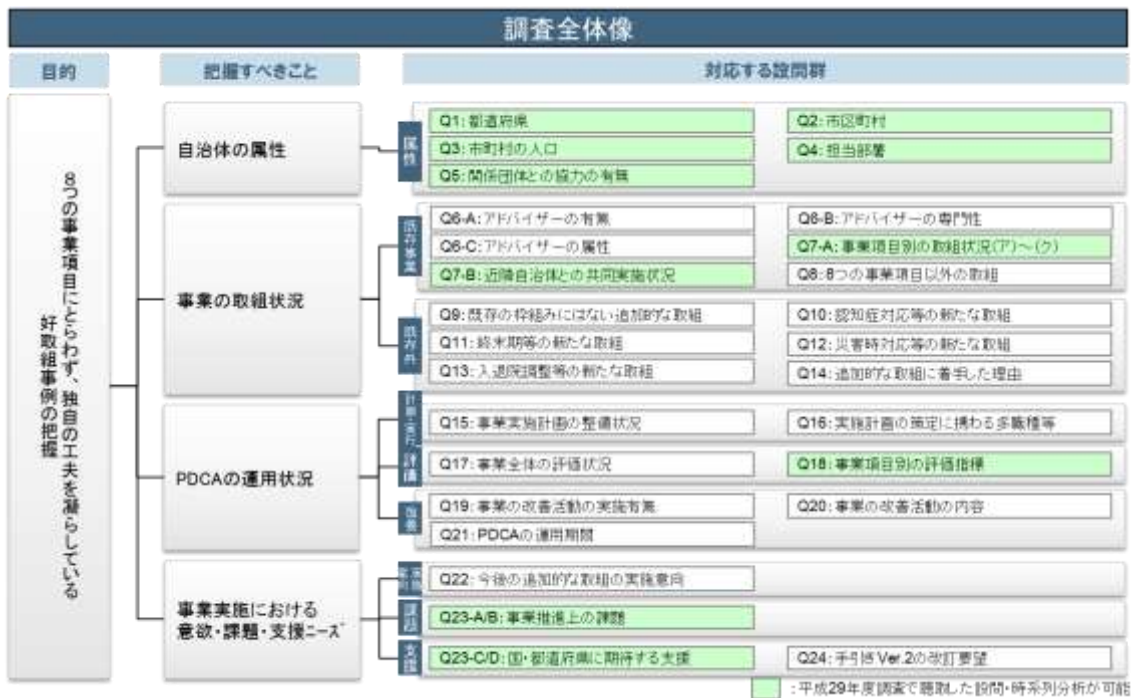 調査全体像
目的
把握すべきこと
対応する設問群
8つの事業項目にとらわず、独自の工夫を凝らしている
好取組事例の把握
自治体の属性
属性
Q1:都道府県
Q2:市区町村
Q3:市町村の人口
Q4:担当部署
Q5:関係団体との協力の有無
事業の取組状況
既存事業
Q6-A:アドバイザーの有無
Q6-B:アドバイザーの専門性
Q6-C:アドバイザーの属性
Q7-A:事業項目別の取組状況(ア)~(ク)
Q7-B:近隣自治体との共同実施状況
Q8:8つの事業項目以外の取組
既存外
Q9:既存の枠組みにはない追加的な取組
Q10:認知症対応等の新たな取組
Q11:終末期等の新たな取組
Q12:災害時対応等の新たな取組
Q13:入退院調整等の新たな取組
Q14:追加的な取組に着手した理由
PDCAの運用状況
計画・実行
Q15:事業実施計画の整備状況
Q16:実施計画の策定に携わる多職種等
評価
Q17:事業全体の評価状況
Q18:事業項目別の評価指標
改善
Q19:事業の改善活動の実施有無
Q20:事業の改善活動の内容
Q21:PDCAの運用期間
事業実施における
意欲・課題・支援ニーズ
Q22:今後の追加的な取組の実施意向
課題
Q23-A/B:事業推進上の課題
支援
Q23-C/D:国・都道府県に期待する支援
Q24:手引きVer.2の改訂要望
:平成29年度調査で聴取した設問・時系列分析が可能